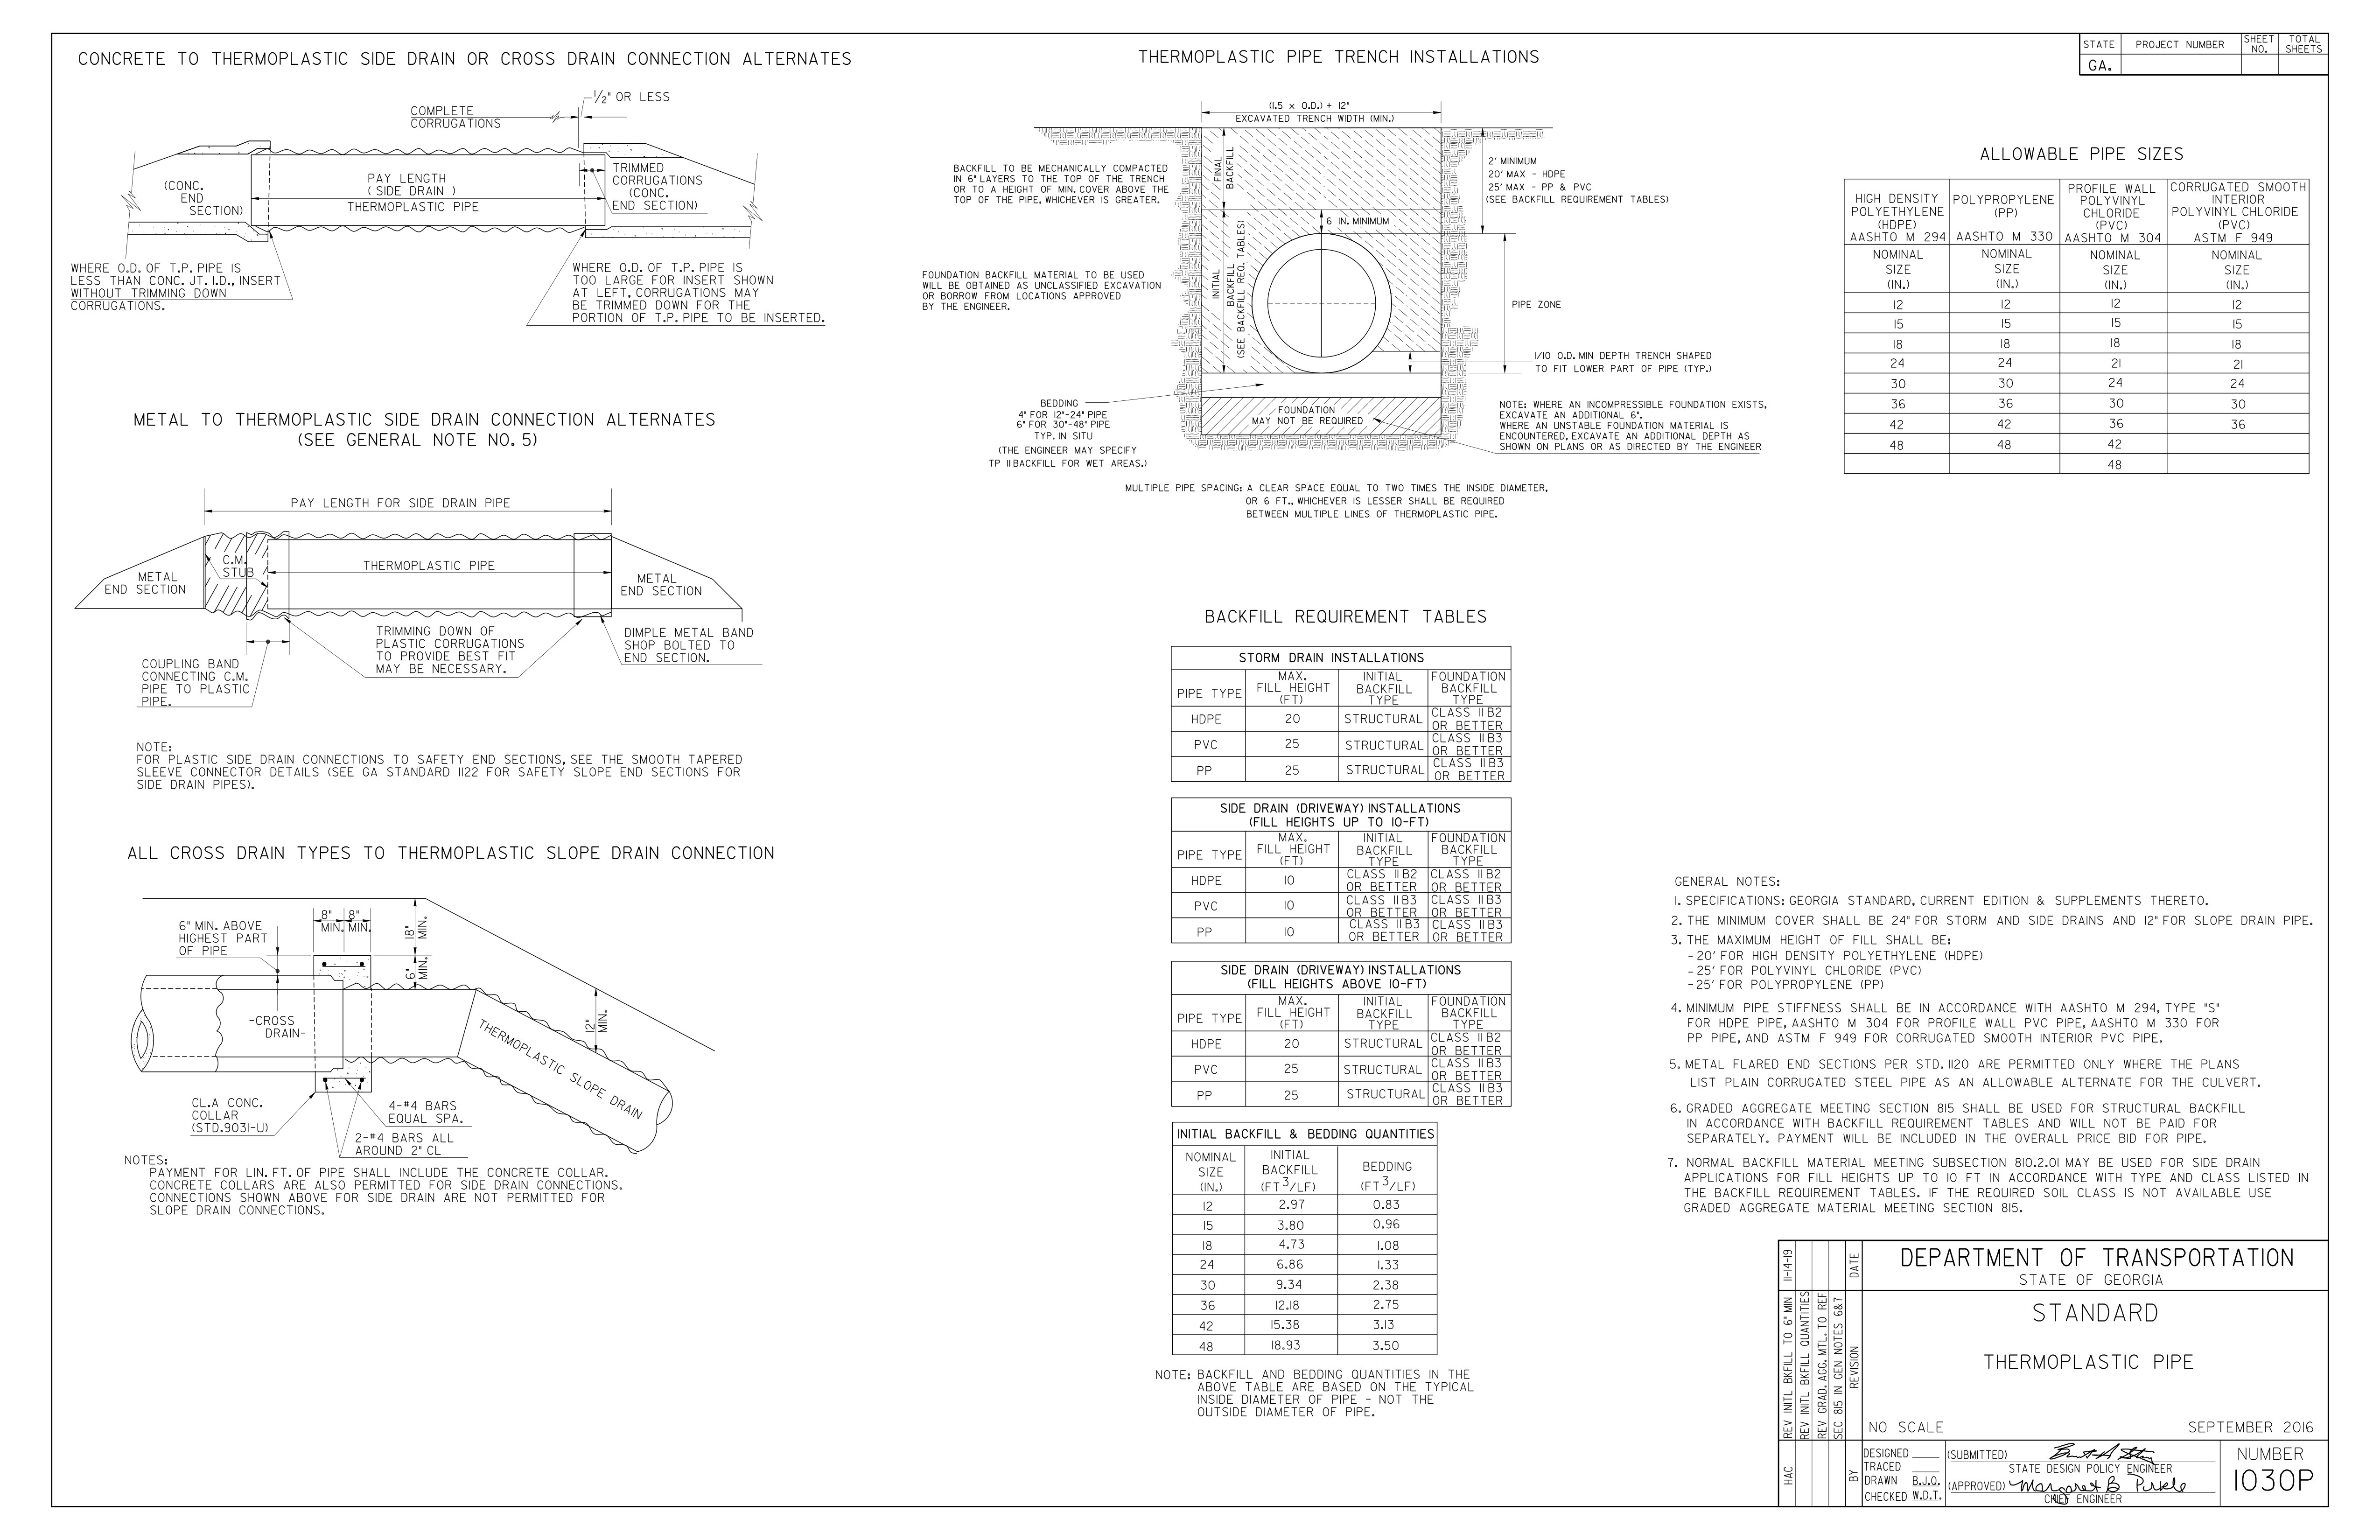 CONCRETE TO THERMOPLASTIC SIDE DRAIN OR CROSS DRAIN CONNECTION ALTERNATES
1/2" OR LESS
COMPLETE
CORRUGATIONS
(CONC.
END
SECTION)
PAY LENGTH
( SIDE DRAIN )
THERMOPLASTIC PIPE
TRIMMED
CORRUGATIONS
(CONC.
END SECTION)
WHERE O.D. OF T.P. PIPE IS
LESS THAN CONC. JT. I.D., INSERT
WITHOUT TRIMMING DOWN
CORRUGATIONS.
WHERE O.D. OF T.P. PIPE IS
TOO LARGE FOR INSERT SHOWN
AT LEFT, CORRUGATIONS MAY
BE TRIMMED DOWN FOR THE
PORTION OF T.P. PIPE TO BE INSERTED.
METAL TO THERMOPLASTIC SIDE DRAIN CONNECTION ALTERNATES
(SEE GENERAL NOTE NO. 5)
PAY LENGTH FOR SIDE DRAIN PIPE
METAL
END SECTION
C.M.
STUB
THERMOPLASTIC PIPE
METAL
END SECTION
COUPLING BAND
CONNECTING C.M.
PIPE TO PLASTIC
PIPE.
TRIMMING DOWN OF
PLASTIC CORRUGATIONS
TO PROVIDE BEST FIT
MAY BE NECESSARY.
DIMPLE METAL BAND
SHOP BOLTED TO
END SECTION.
NOTE:
FOR PLASTIC SIDE DRAIN CONNECTIONS TO SAFETY END SECTIONS, SEE THE SMOOTH TAPERED
SLEEVE CONNECTOR DETAILS (SEE GA STANDARD 1122 FOR SAFETY SLOPE END SECTIONS FOR
SIDE DRAIN PIPES).
ALL CROSS DRAIN TYPES TO THERMOPLASTIC SLOPE DRAIN CONNECTION
6" MIN. ABOVE
HIGHEST PART
OF PIPE
8" 8"
MIN. MIN.
18"
MIN.
6"
MIN.
12"
MIN.
-CROSS
DRAIN-
THERMOPLASTIC SLOPE DRAIN
CL.A CONC.
COLLAR
(STD.9031-U)
4-#4 BARS
EQUAL SPA.
2-#4 BARS ALL
AROUND 2" CL
NOTES:
PAYMENT FOR LIN. FT. OF PIPE SHALL INCLUDE THE CONCRETE COLLAR.
CONCRETE COLLARS ARE ALSO PERMITTED FOR SIDE DRAIN CONNECTIONS.
CONNECTIONS SHOWN ABOVE FOR SIDE DRAIN ARE NOT PERMITTED FOR
SLOPE DRAIN CONNECTIONS.
THERMOPLASTIC PIPE TRENCH INSTALLATIONS
(1.5 x O.D.) + 12"
EXCAVATED TRENCH WIDTH (MIN.)
BACKFILL TO BE MECHANICALLY COMPACTED
IN 6" LAYERS TO THE TOP OF THE TRENCH
OR TO A HEIGHT OF MIN. COVER ABOVE THE
TOP OF THE PIPE, WHICHEVER IS GREATER.
FINAL
BACKFILL
2' MINIMUM
20' MAX - HDPE
25' MAX - PP & PVC
(SEE BACKFILL REQUIREMENT TABLES)
6 IN. MINIMUM
INITIAL
BACKFILL
(SEE BACKFILL REQ. TABLES)
FOUNDATION BACKFILL MATERIAL TO BE USED
WILL BE OBTAINED AS UNCLASSIFIED EXCAVATION
OR BORROW FROM LOCATIONS APPROVED
BY THE ENGINEER.
PIPE ZONE
1/10 O.D. MIN DEPTH TRENCH SHAPED
TO FIT LOWER PART OF PIPE (TYP.)
BEDDING
4" FOR 12"-24" PIPE
6" FOR 30"-48" PIPE
TYP. IN SITU
(THE ENGINEER MAY SPECIFY
TP II BACKFILL FOR WET AREAS.)
FOUNDATION
MAY NOT BE REQUIRED
NOTE: WHERE AN INCOMPRESSIBLE FOUNDATION EXISTS,
EXCAVATE AN ADDITIONAL 6".
WHERE AN UNSTABLE FOUNDATION MATERIAL IS
ENCOUNTERED, EXCAVATE AN ADDITIONAL DEPTH AS
SHOWN ON PLANS OR AS DIRECTED BY THE ENGINEER
MULTIPLE PIPE SPACING: A CLEAR SPACE EQUAL TO TWO TIMES THE INSIDE DIAMETER,
OR 6 FT., WHICHEVER IS LESSER SHALL BE REQUIRED
BETWEEN MULTIPLE LINES OF THERMOPLASTIC PIPE.
BACKFILL REQUIREMENT TABLES
STORM DRAIN INSTALLATIONS
PIPE TYPE MAX. FILL HEIGHT (FT) INITIAL BACKFILL TYPE FOUNDATION BACKFILL TYPE
HDPE 20 STRUCTURAL CLASS IIB2 OR BETTER
PVC 25 STRUCTURAL CLASS IIB3 OR BETTER
PP 25 STRUCTURAL CLASS IIB3 OR BETTER
SIDE DRAIN (DRIVEWAY) INSTALLATIONS
(FILL HEIGHTS UP TO 10-FT)
PIPE TYPE MAX. FILL HEIGHT (FT) INITIAL BACKFILL TYPE FOUNDATION BACKFILL TYPE
HDPE 10 CLASS IIB2 OR BETTER CLASS IIB2 OR BETTER
PVC 10 CLASS IIB3 OR BETTER CLASS IIB3 OR BETTER
PP 10 CLASS IIB3 OR BETTER CLASS IIB3 OR BETTER
SIDE DRAIN (DRIVEWAY) INSTALLATIONS
(FILL HEIGHTS ABOVE 10-FT)
PIPE TYPE MAX. FILL HEIGHT (FT) INITIAL BACKFILL TYPE FOUNDATION BACKFILL TYPE
HDPE 20 STRUCTURAL CLASS IIB2 OR BETTER
PVC 25 STRUCTURAL CLASS IIB3 OR BETTER
PP 25 STRUCTURAL CLASS IIB3 OR BETTER
INITIAL BACKFILL & BEDDING QUANTITIES
NOMINAL SIZE (IN.) INITIAL BACKFILL (FT3/LF) BEDDING (FT3/LF)
12 2.97 0.83
15 3.80 0.96
18 4.73 1.08
24 6.86 1.33
30 9.34 2.38
36 12.18 2.75
42 15.38 3.13
48 18.93 3.50
NOTE: BACKFILL AND BEDDING QUANTITIES IN THE
ABOVE TABLE ARE BASED ON THE TYPICAL
INSIDE DIAMETER OF PIPE - NOT THE
OUTSIDE DIAMETER OF PIPE.
STATE PROJECT NUMBER SHEET NO. TOTAL SHEETS
GA.
ALLOWABLE PIPE SIZES
HIGH DENSITY POLYETHYLENE (HDPE) AASHTO M 294 POLYPROPYLENE (PP) AASHTO M 330 PROFILE WALL POLYVINYL CHLORIDE (PVC) AASHTO M 304 CORRUGATED SMOOTH INTERIOR POLYVINYL CHLORIDE (PVC) ASTM F 949
NOMINAL SIZE (IN.) NOMINAL SIZE (IN.) NOMINAL SIZE (IN.) NOMINAL SIZE (IN.)
12 12 12 12
15 15 15 15
18 18 18 18
24 24 21 21
30 30 24 24
36 36 30 30
42 42 36 36
48 48 42
48
GENERAL NOTES:
1. SPECIFICATIONS: GEORGIA STANDARD, CURRENT EDITION & SUPPLEMENTS THERETO.
2. THE MINIMUM COVER SHALL BE 24" FOR STORM AND SIDE DRAINS AND 12" FOR SLOPE DRAIN PIPE.
3. THE MAXIMUM HEIGHT OF FILL SHALL BE:
- 20' FOR HIGH DENSITY POLYETHYLENE (HDPE)
- 25' FOR POLYVINYL CHLORIDE (PVC)
- 25' FOR POLYPROPYLENE (PP)
4. MINIMUM PIPE STIFFNESS SHALL BE IN ACCORDANCE WITH AASHTO M 294, TYPE "S"
FOR HDPE PIPE, AASHTO M 304 FOR PROFILE WALL PVC PIPE, AASHTO M 330 FOR
PP PIPE, AND ASTM F 949 FOR CORRUGATED SMOOTH INTERIOR PVC PIPE.
5. METAL FLARED END SECTIONS PER STD. 1120 ARE PERMITTED ONLY WHERE THE PLANS
LIST PLAIN CORRUGATED STEEL PIPE AS AN ALLOWABLE ALTERNATE FOR THE CULVERT.
6. GRADED AGGREGATE MEETING SECTION 815 SHALL BE USED FOR STRUCTURAL BACKFILL
IN ACCORDANCE WITH BACKFILL REQUIREMENT TABLES AND WILL NOT BE PAID FOR
SEPARATELY. PAYMENT WILL BE INCLUDED IN THE OVERALL PRICE BID FOR PIPE.
7. NORMAL BACKFILL MATERIAL MEETING SUBSECTION 810.2.01 MAY BE USED FOR SIDE DRAIN
APPLICATIONS FOR FILL HEIGHTS UP TO 10 FT IN ACCORDANCE WITH TYPE AND CLASS LISTED IN
THE BACKFILL REQUIREMENT TABLES. IF THE REQUIRED SOIL CLASS IS NOT AVAILABLE USE
GRADED AGGREGATE MATERIAL MEETING SECTION 815.
11-14-19
REV INITL BKFILL TO 6" MIN
REV INITL BKFILL QUANTITIES
REV GRAD. AGG. MTL. TO REF
SEC 815 IN GEN NOTES 6&7
HAC
DATE
REVISION
BY
DEPARTMENT OF TRANSPORTATION
STATE OF GEORGIA
STANDARD
THERMOPLASTIC PIPE
NO SCALE SEPTEMBER 2016
DESIGNED
TRACED
DRAWN B.J.Q.
CHECKED W.D.T.
(SUBMITTED)
STATE DESIGN POLICY ENGINEER
(APPROVED) Margaret B Pirkle
CHIEF ENGINEER
NUMBER
1030P